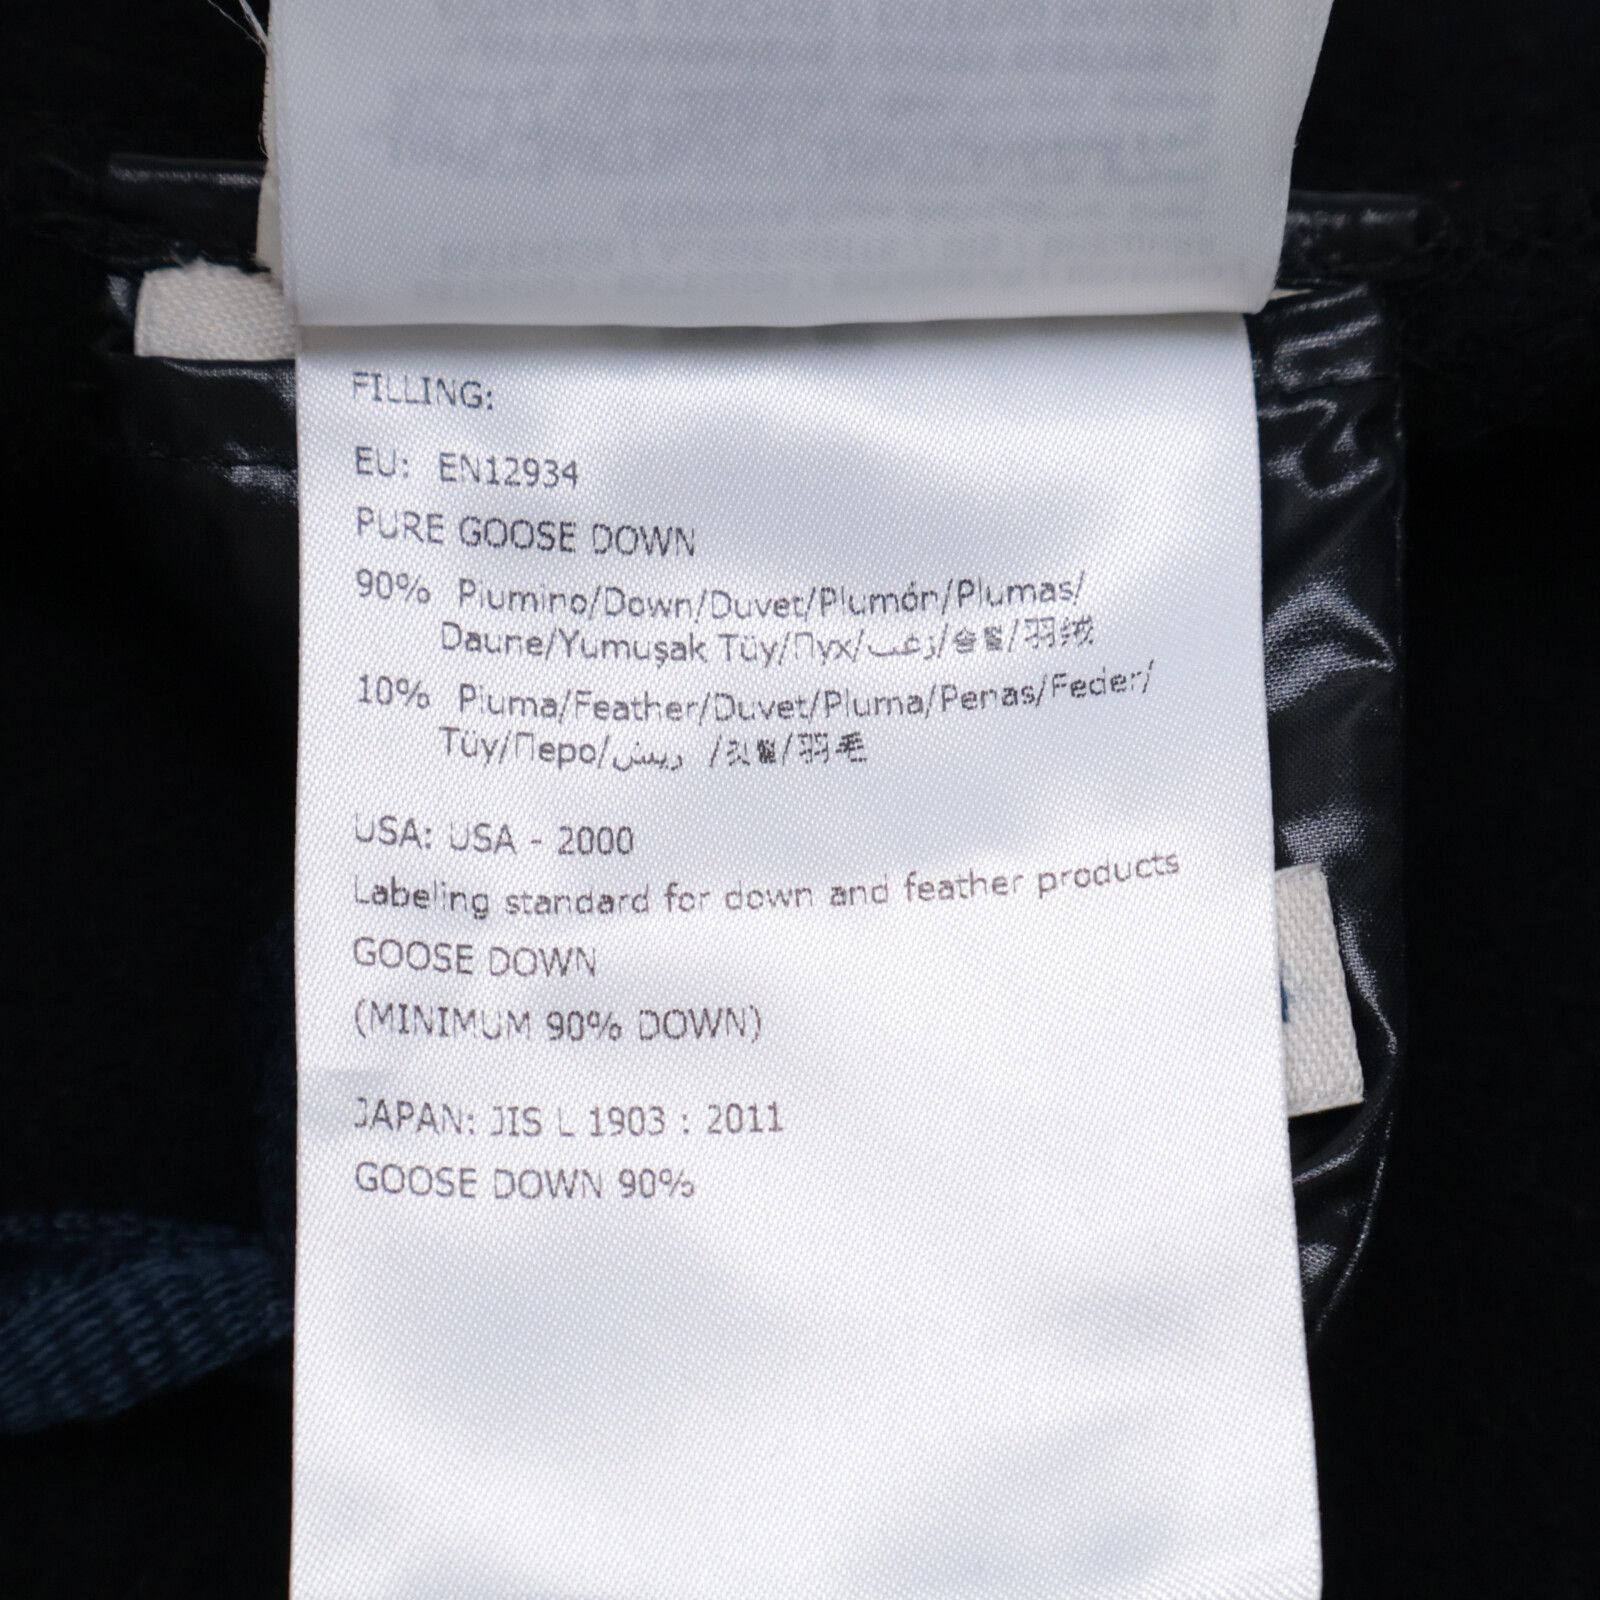 FILLING:
EU: EN12934
PURE GOOSE DOWN
90% Piumino/Down/Duvet/Plumón/Plumas/
Daune/Yumuşak Tüy/Пух/زغب/솜털/羽绒
10% Piuma/Feather/Duvet/Pluma/Penas/Feder/
Tüy/Перо/ريش /깃털/羽毛
USA: USA - 2000
Labeling standard for down and feather products
GOOSE DOWN
(MINIMUM 90% DOWN)
JAPAN: JIS L 1903 : 2011
GOOSE DOWN 90%